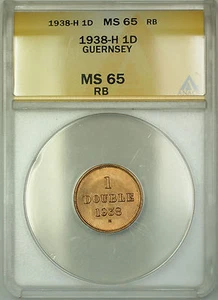 1938-H 1D MS 65 RB
1938-H 1D
GUERNSEY
MS 65
RB
1
DOUBLE
1938
H